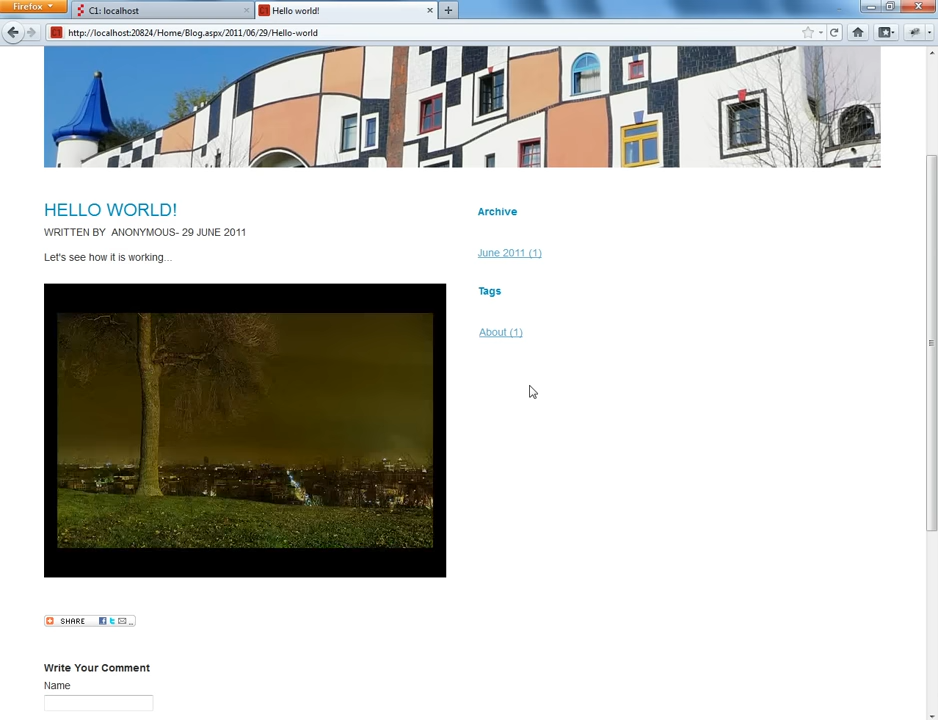 Firefox
C1: localhost
Hello world!
http://localhost:20824/Home/Blog.aspx/2011/06/29/Hello-world
HELLO WORLD!
WRITTEN BY ANONYMOUS- 29 JUNE 2011
Let's see how it is working...
Archive
June 2011 (1)
Tags
About (1)
SHARE
Write Your Comment
Name